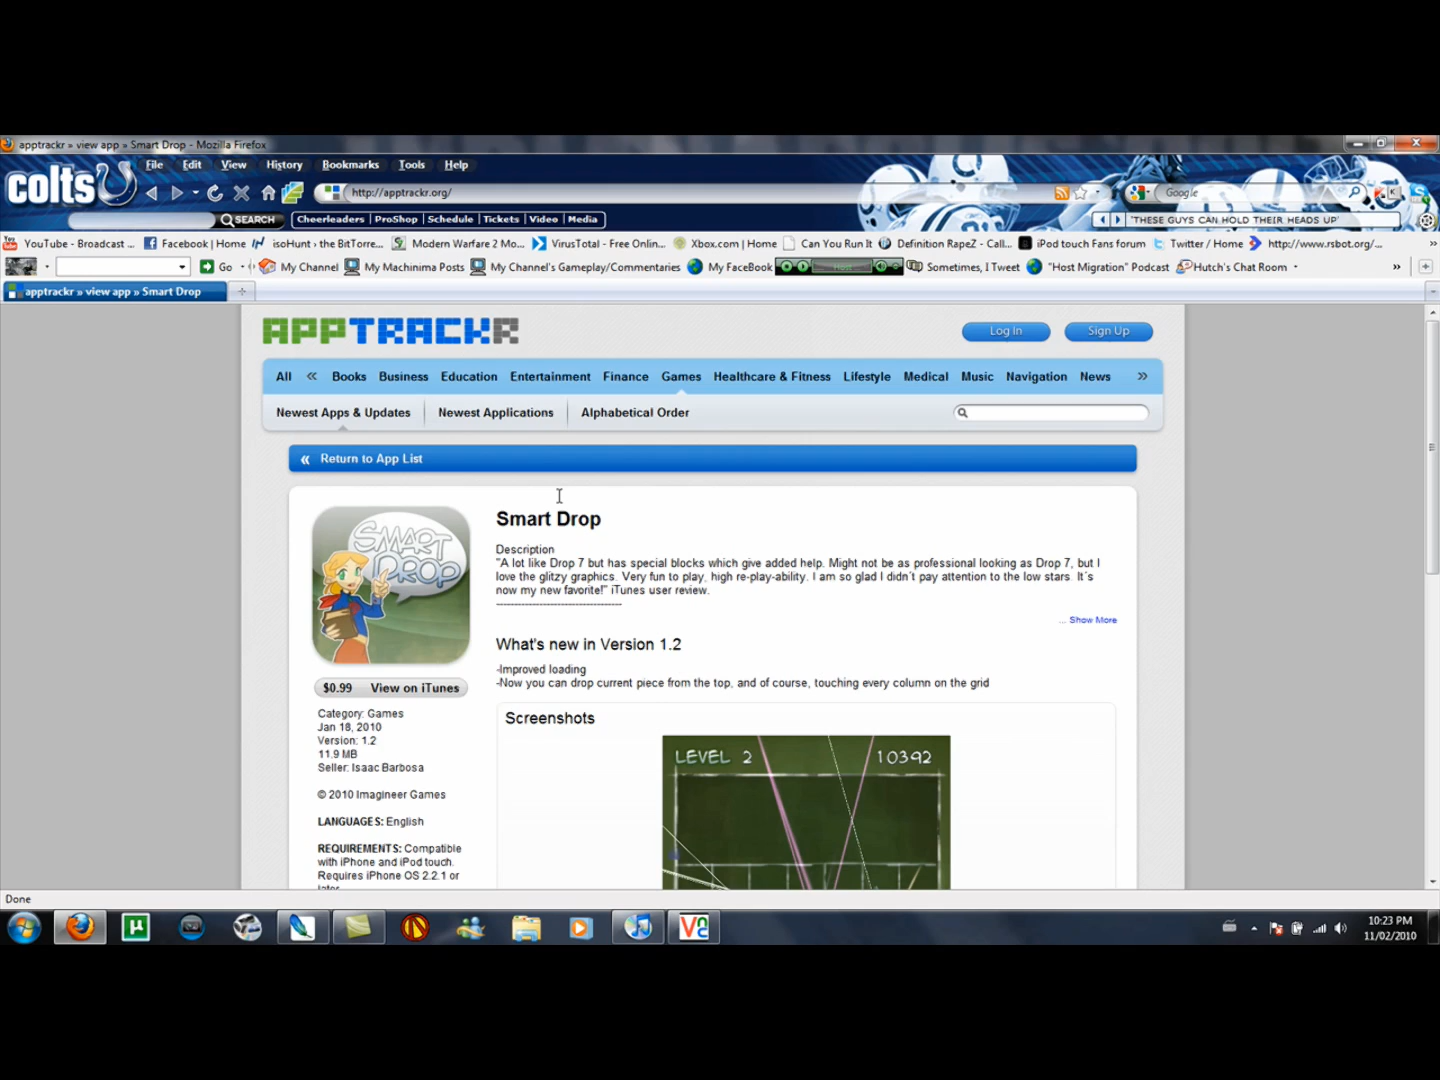 apptrackr » view app » Smart Drop - Mozilla Firefox
colts
File Edit View History Bookmarks Tools Help
http://apptrackr.org/
Google
SEARCH
Cheerleaders ProShop Schedule Tickets Video Media
'THESE GUYS CAN HOLD THEIR HEADS UP'
YouTube - Broadcast ... Facebook | Home isoHunt › the BitTorre... Modern Warfare 2 Mo... VirusTotal - Free Onlin... Xbox.com | Home Can You Run It Definition RapeZ - Call... iPod touch Fans forum Twitter / Home http://www.rsbot.org/... »
Go My Channel My Machinima Posts My Channel's Gameplay/Commentaries My FaceBook Sometimes, I Tweet "Host Migration" Podcast Hutch's Chat Room »
apptrackr » view app » Smart Drop
APPTRACKR
Log In Sign Up
All « Books Business Education Entertainment Finance Games Healthcare & Fitness Lifestyle Medical Music Navigation News »
Newest Apps & Updates Newest Applications Alphabetical Order
« Return to App List
SMART DROP
Smart Drop
Description
"A lot like Drop 7 but has special blocks which give added help. Might not be as professional looking as Drop 7, but I
love the glitzy graphics. Very fun to play, high re-play-ability. I am so glad I didn´t pay attention to the low stars. It´s
now my new favorite!" iTunes user review.
-----------------------------------
... Show More
What's new in Version 1.2
-Improved loading
-Now you can drop current piece from the top, and of course, touching every column on the grid
$0.99 View on iTunes
Category: Games
Jan 18, 2010
Version: 1.2
11.9 MB
Seller: Isaac Barbosa
© 2010 Imagineer Games
LANGUAGES: English
REQUIREMENTS: Compatible
with iPhone and iPod touch.
Requires iPhone OS 2.2.1 or
later
Screenshots
LEVEL 2 10392
Done
10:23 PM
11/02/2010